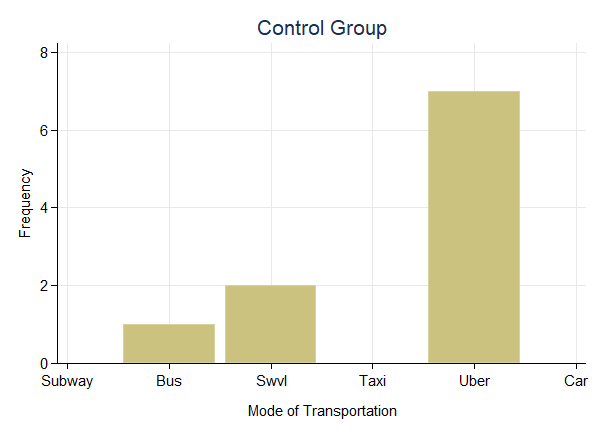 Control Group
8
6
4
2
0
Frequency
Subway Bus Swvl Taxi Uber Car
Mode of Transportation